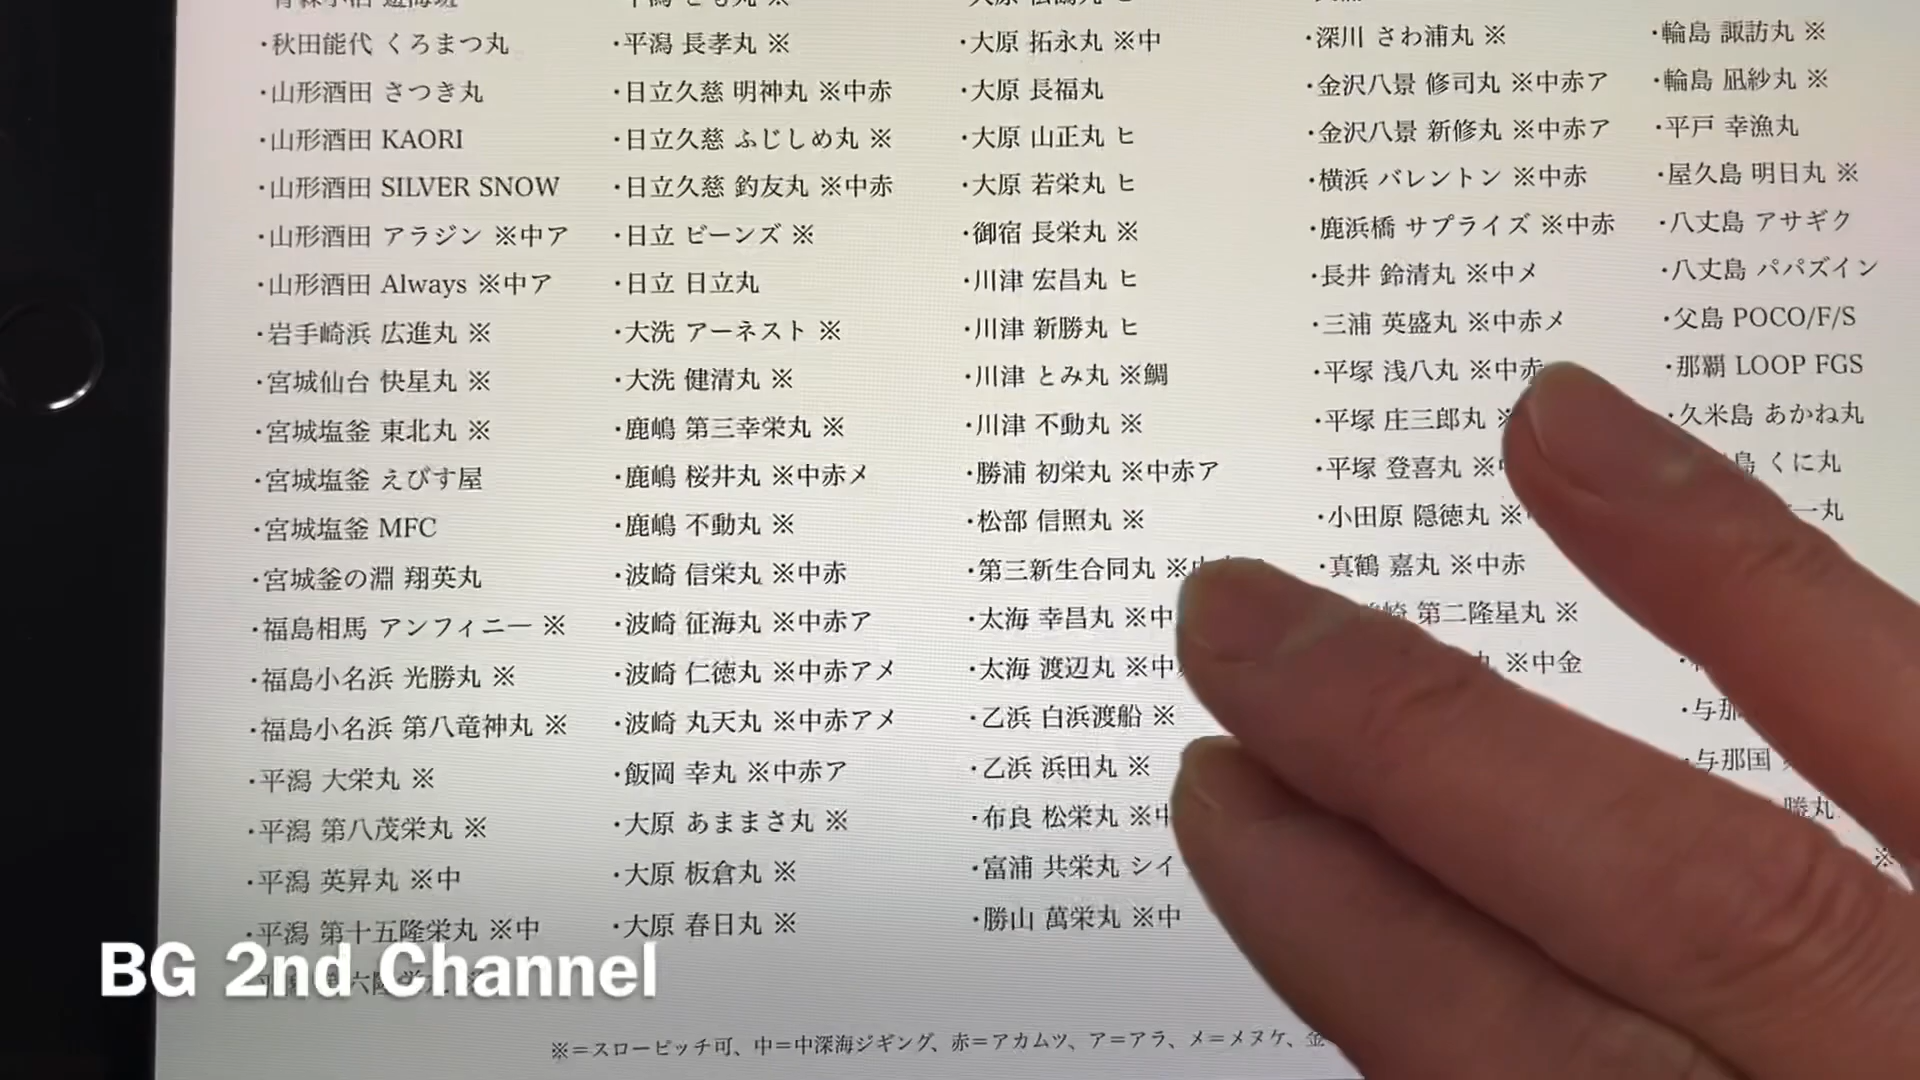 ・秋田能代 くろまつ丸
・山形酒田 さつき丸
・山形酒田 KAORI
・山形酒田 SILVER SNOW
・山形酒田 アラジン ※中ア
・山形酒田 Always ※中ア
・岩手崎浜 広進丸 ※
・宮城仙台 快星丸 ※
・宮城塩釜 東北丸 ※
・宮城塩釜 えびす屋
・宮城塩釜 MFC
・宮城釜の淵 翔英丸
・福島相馬 アンフィニー ※
・福島小名浜 光勝丸 ※
・福島小名浜 第八竜神丸 ※
・平潟 大栄丸 ※
・平潟 第八茂栄丸 ※
・平潟 英昇丸 ※中
・平潟 第十五隆栄丸 ※中
・平潟 長孝丸 ※
・日立久慈 明神丸 ※中赤
・日立久慈 ふじしめ丸 ※
・日立久慈 釣友丸 ※中赤
・日立 ビーンズ ※
・日立 日立丸
・大洗 アーネスト ※
・大洗 健清丸 ※
・鹿嶋 第三幸栄丸 ※
・鹿嶋 桜井丸 ※中赤メ
・鹿嶋 不動丸 ※
・波崎 信栄丸 ※中赤
・波崎 征海丸 ※中赤ア
・波崎 仁徳丸 ※中赤アメ
・波崎 丸天丸 ※中赤アメ
・飯岡 幸丸 ※中赤ア
・大原 あままさ丸 ※
・大原 板倉丸 ※
・大原 春日丸 ※
・大原 拓永丸 ※中
・大原 長福丸
・大原 山正丸 ヒ
・大原 若栄丸 ヒ
・御宿 長栄丸 ※
・川津 宏昌丸 ヒ
・川津 新勝丸 ヒ
・川津 とみ丸 ※鯛
・川津 不動丸 ※
・勝浦 初栄丸 ※中赤ア
・松部 信照丸 ※
・第三新生合同丸 ※
・太海 幸昌丸 ※中
・太海 渡辺丸 ※中
・乙浜 白浜渡船 ※
・乙浜 浜田丸 ※
・布良 松栄丸 ※中
・富浦 共栄丸 シイ
・勝山 萬栄丸 ※中
・深川 さわ浦丸 ※
・金沢八景 修司丸 ※中赤ア
・金沢八景 新修丸 ※中赤ア
・横浜 バレントン ※中赤
・鹿浜橋 サプライズ ※中赤
・長井 鈴清丸 ※中メ
・三浦 英盛丸 ※中赤メ
・平塚 浅八丸 ※中赤
・平塚 庄三郎丸 ※
・平塚 登喜丸 ※
・小田原 隠徳丸 ※
・真鶴 嘉丸 ※中赤
第二隆星丸 ※
※中金
・輪島 諏訪丸 ※
・輪島 凪紗丸 ※
・平戸 幸漁丸
・屋久島 明日丸 ※
・八丈島 アサギク
・八丈島 パパズイン
・父島 POCO/F/S
・那覇 LOOP FGS
・久米島 あかね丸
島 くに丸
一丸
・与那
・与那国
勝丸
※
※＝スローピッチ可、中＝中深海ジギング、赤＝アカムツ、ア＝アラ、メ＝メヌケ、金
BG 2nd Channel